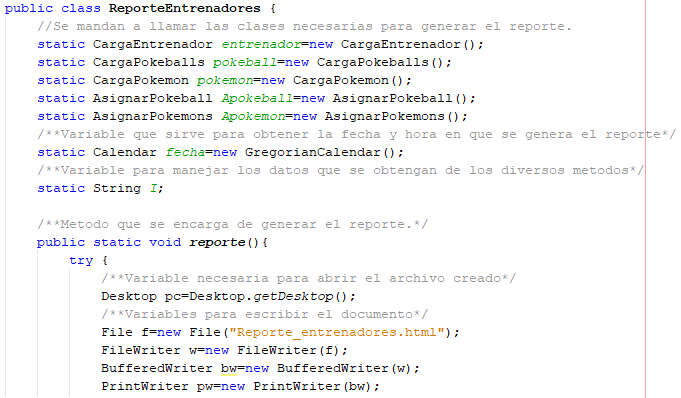 public class ReporteEntrenadores {
//Se mandan a llamar las clases necesarias para generar el reporte.
static CargaEntrenador entrenador=new CargaEntrenador();
static CargaPokeballs pokeball=new CargaPokeballs();
static CargaPokemon pokemon=new CargaPokemon();
static AsignarPokeball Apokeball=new AsignarPokeball();
static AsignarPokemons Apokemon=new AsignarPokemons();
/**Variable que sirve para obtener la fecha y hora en que se genera el reporte*/
static Calendar fecha=new GregorianCalendar();
/**Variable para manejar los datos que se obtengan de los diversos metodos*/
static String I;
/**Metodo que se encarga de generar el reporte.*/
public static void reporte(){
try {
/**Variable necesaria para abrir el archivo creado*/
Desktop pc=Desktop.getDesktop();
/**Variables para escribir el documento*/
File f=new File("Reporte_entrenadores.html");
FileWriter w=new FileWriter(f);
BufferedWriter bw=new BufferedWriter(w);
PrintWriter pw=new PrintWriter(bw);